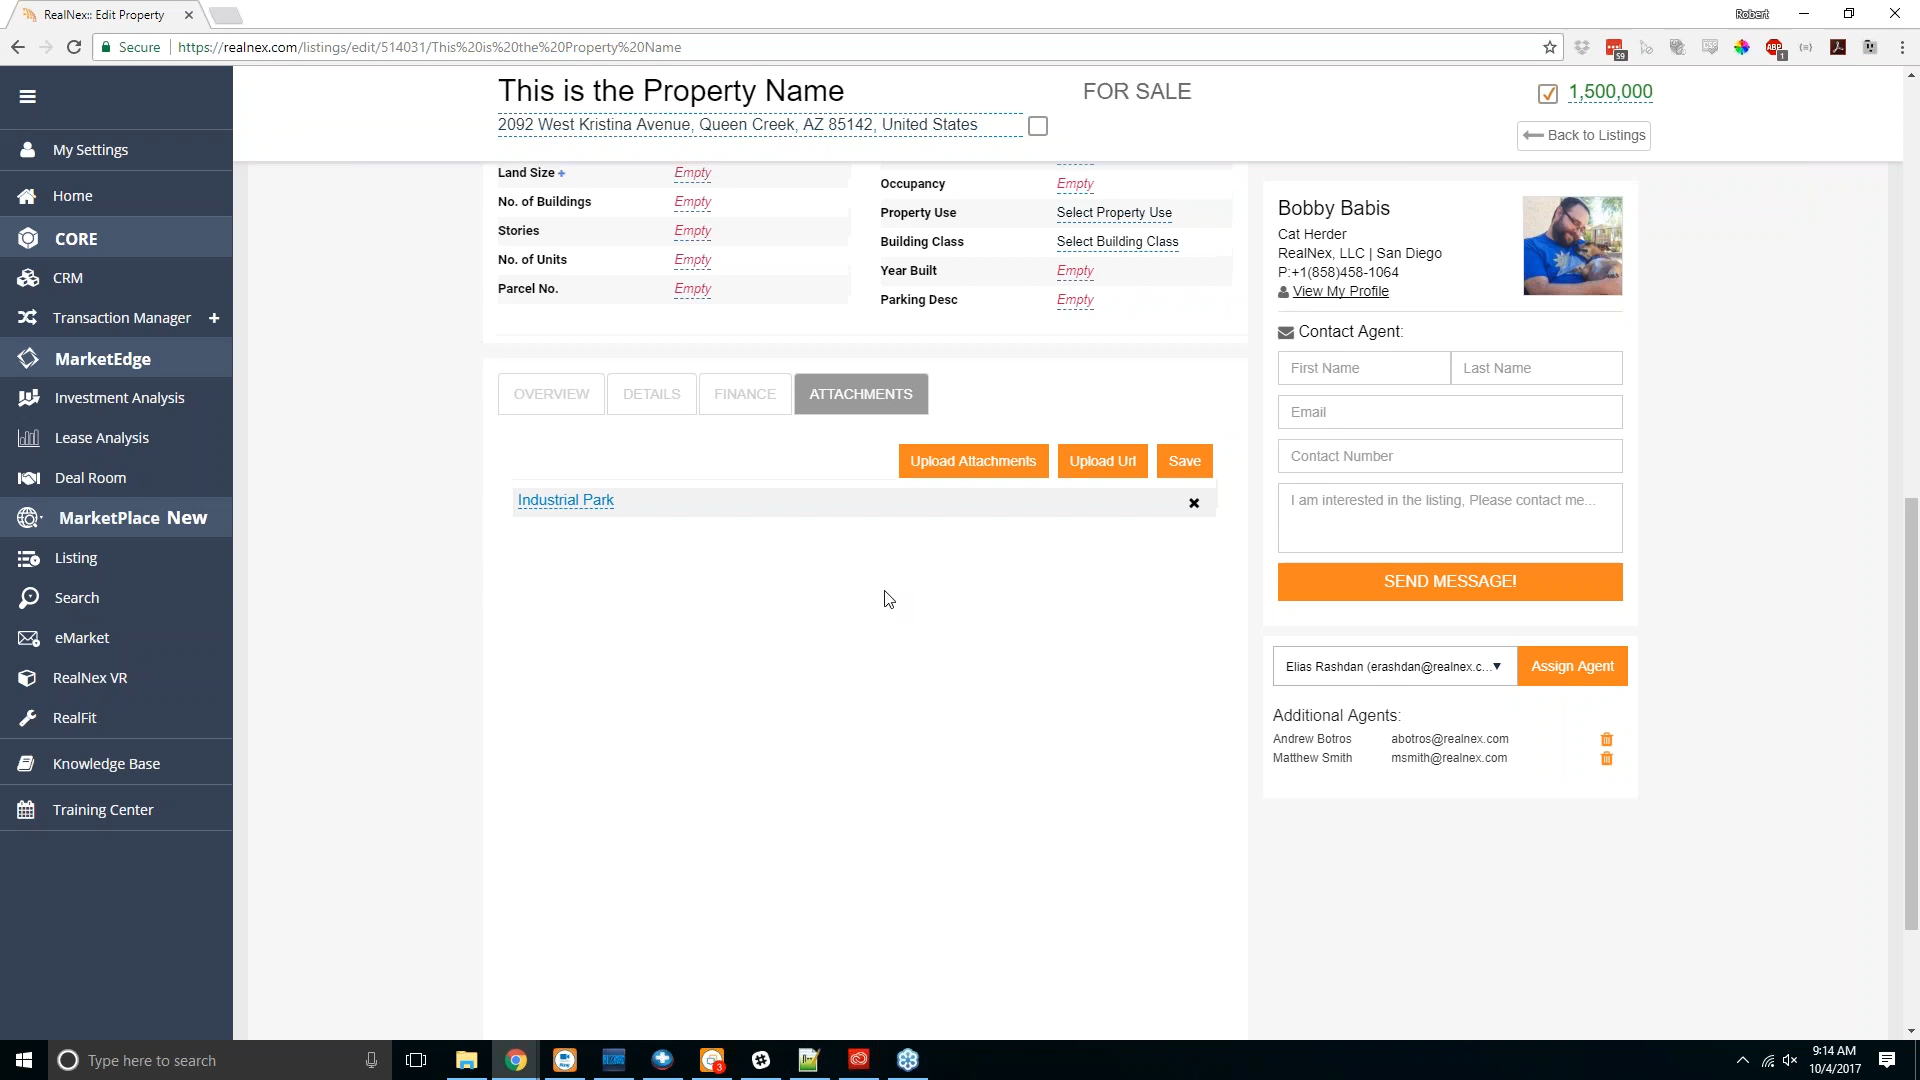 RealNex:: Edit Property
Robert
Secure
https://realnex.com/listings/edit/514031/This%20is%20the%20Property%20Name
59
ABP
1
My Settings
Home
CORE
CRM
Transaction Manager +
MarketEdge
Investment Analysis
Lease Analysis
Deal Room
MarketPlace New
Listing
Search
eMarket
RealNex VR
RealFit
Knowledge Base
Training Center
This is the Property Name
FOR SALE
1,500,000
2092 West Kristina Avenue, Queen Creek, AZ 85142, United States
Back to Listings
Land Size + Empty
No. of Buildings Empty
Stories Empty
No. of Units Empty
Parcel No. Empty
Occupancy Empty
Property Use Select Property Use
Building Class Select Building Class
Year Built Empty
Parking Desc Empty
OVERVIEW DETAILS FINANCE ATTACHMENTS
Upload Attachments Upload Url Save
Industrial Park
Bobby Babis
Cat Herder
RealNex, LLC | San Diego
P:+1(858)458-1064
View My Profile
Contact Agent:
First Name Last Name
Email
Contact Number
I am interested in the listing, Please contact me...
SEND MESSAGE!
Elias Rashdan (erashdan@realnex.c... Assign Agent
Additional Agents:
Andrew Botros abotros@realnex.com
Matthew Smith msmith@realnex.com
Type here to search
3
9:14 AM
10/4/2017